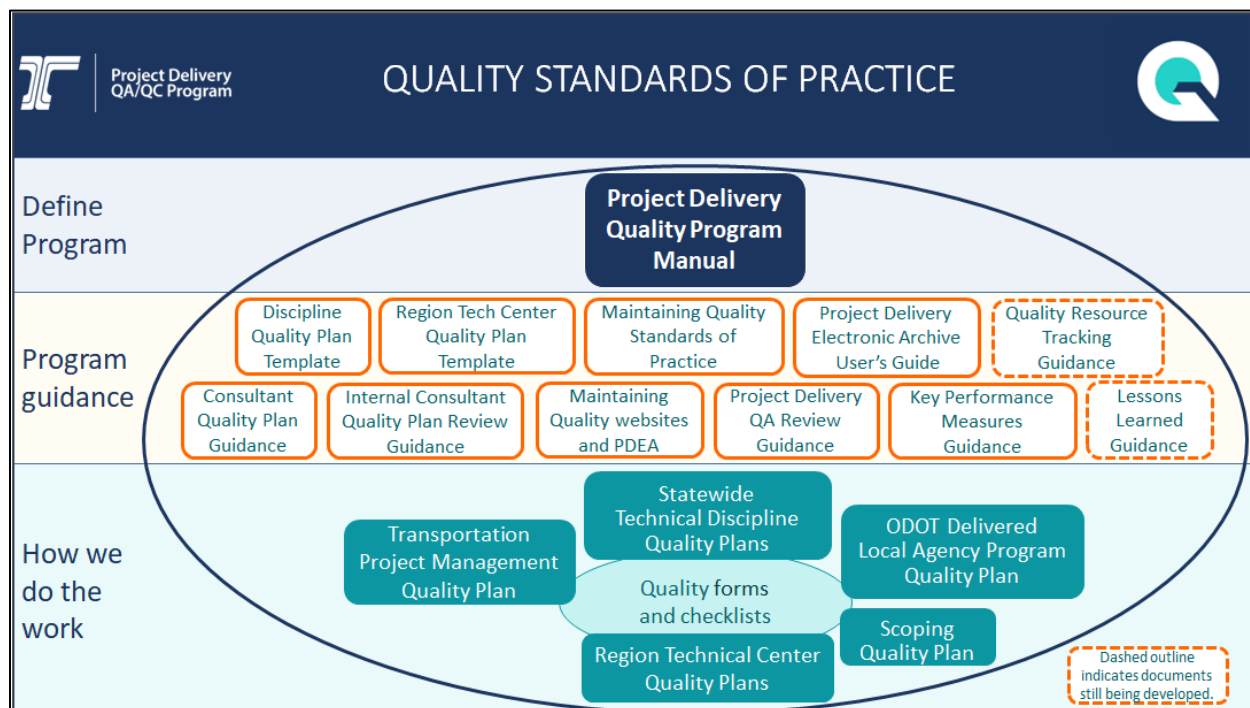 Project Delivery
QA/QC Program
QUALITY STANDARDS OF PRACTICE
Define
Program
Project Delivery
Quality Program
Manual
Program
guidance
Discipline
Quality Plan
Template
Region Tech Center
Quality Plan
Template
Maintaining Quality
Standards of
Practice
Project Delivery
Electronic Archive
User's Guide
Quality Resource
Tracking
Guidance
Consultant
Quality Plan
Guidance
Internal Consultant
Quality Plan Review
Guidance
Maintaining
Quality websites
and PDEA
Project Delivery
QA Review
Guidance
Key Performance
Measures
Guidance
Lessons
Learned
Guidance
How we
do the
work
Transportation
Project Management
Quality Plan
Statewide
Technical Discipline
Quality Plans
ODOT Delivered
Local Agency Program
Quality Plan
Quality forms
and checklists
Scoping
Quality Plan
Region Technical Center
Quality Plans
Dashed outline
indicates documents
still being developed.